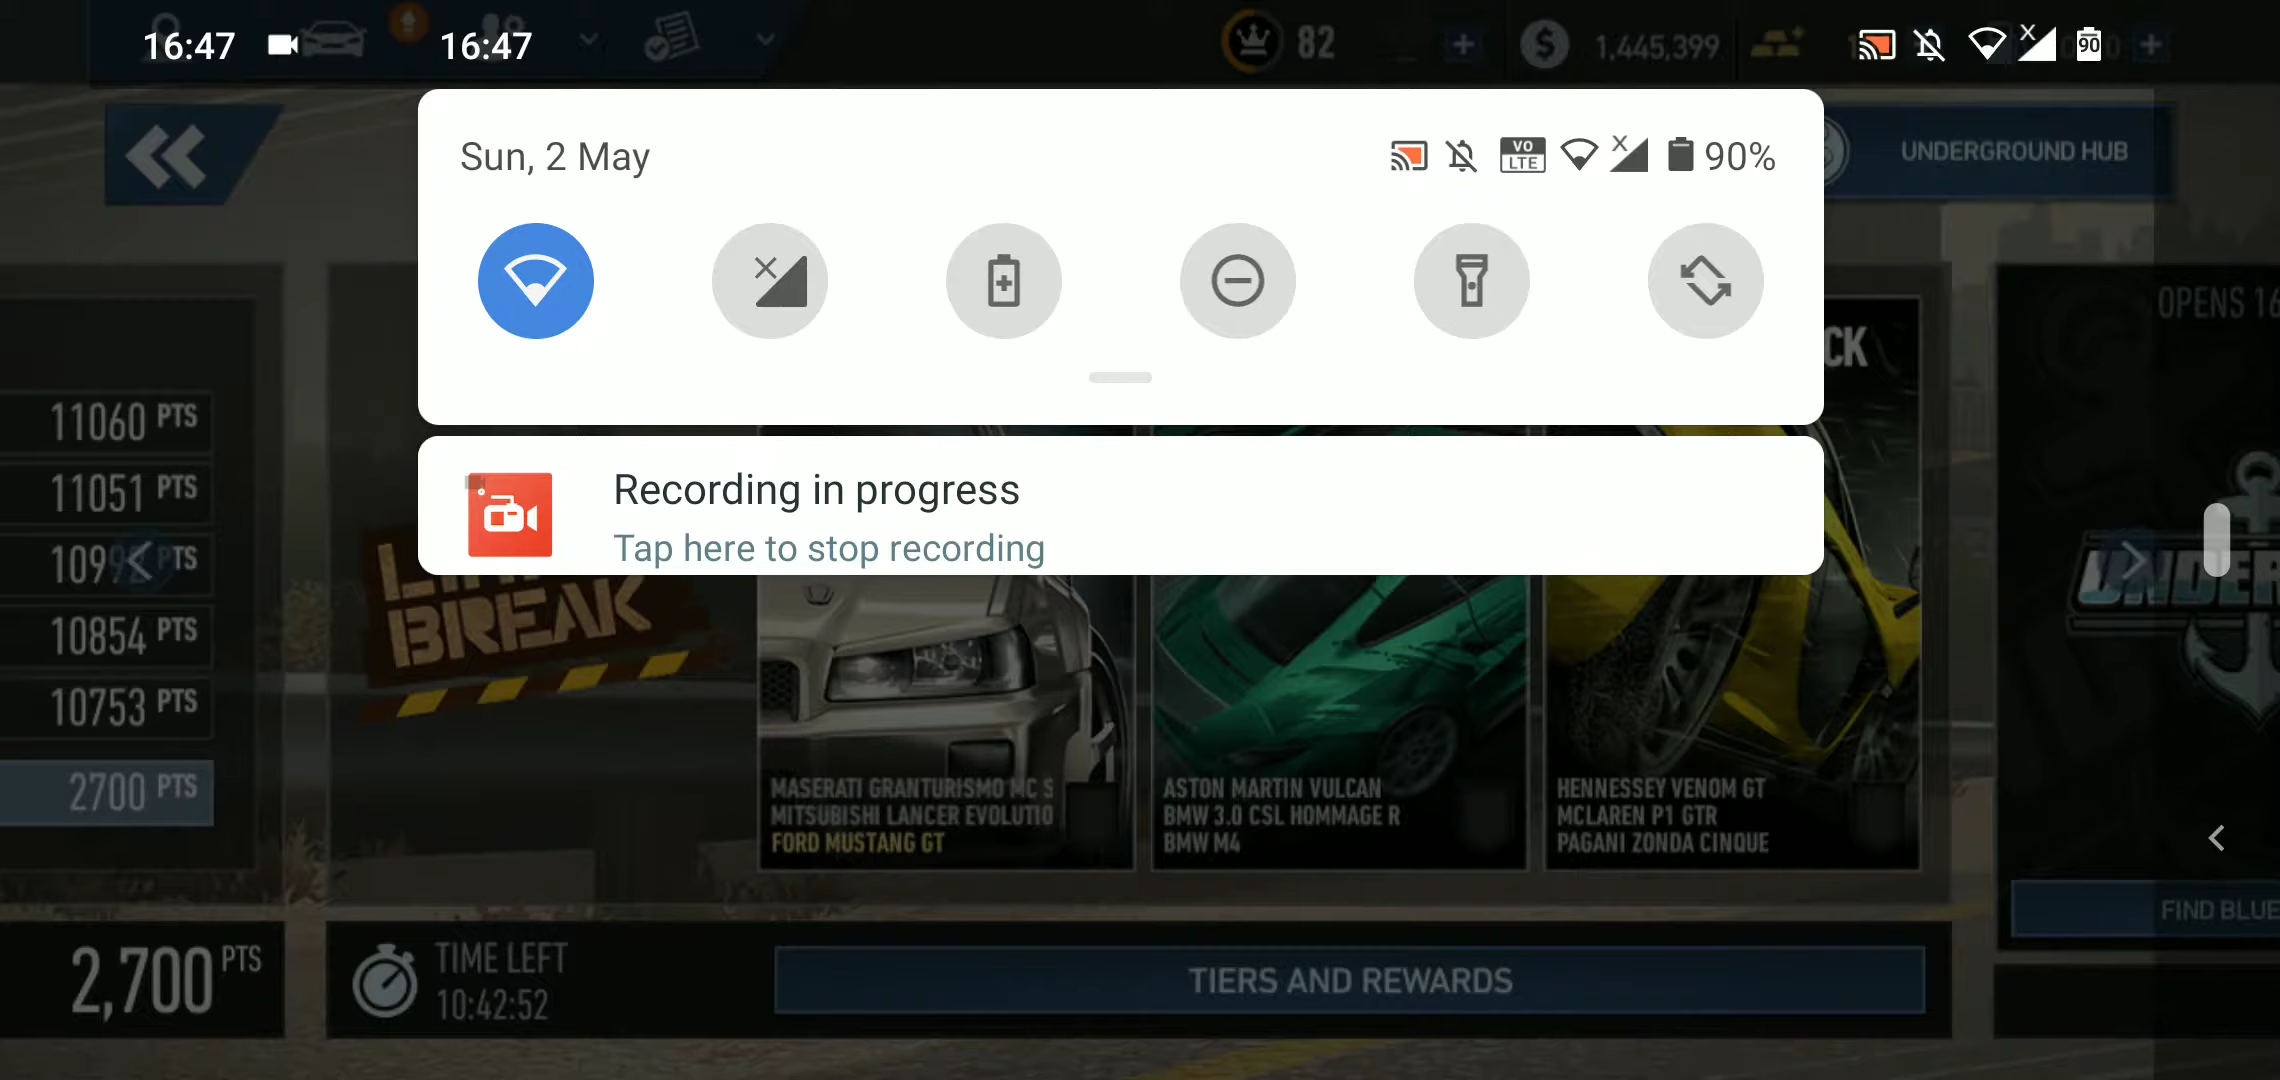 16:47
16:47
82
1,445,399
90
Sun, 2 May
VO
LTE
90%
UNDERGROUND HUB
Recording in progress
Tap here to stop recording
11060 PTS
11051 PTS
PTS
10854 PTS
10753 PTS
2700 PTS
2,700 PTS
BREAK
MASERATI GRANTURISMO MC S
MITSUBISHI LANCER EVOLUTIO
FORD MUSTANG GT
ASTON MARTIN VULCAN
BMW 3.0 CSL HOMMAGE R
BMW M4
CK
HENNESSEY VENOM GT
MCLAREN P1 GTR
PAGANI ZONDA CINQUE
TIME LEFT
10:42:52
TIERS AND REWARDS
OPENS 16
UNDER
FIND BLUE